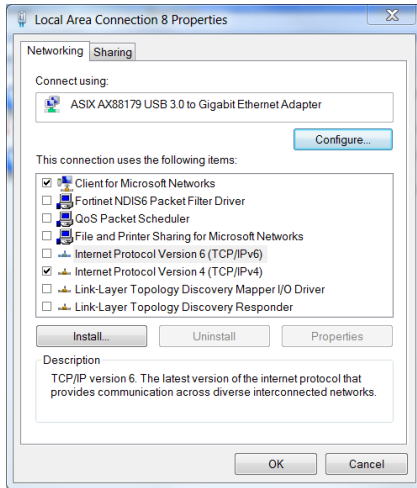 Local Area Connection 8 Properties
Networking Sharing
Connect using:
ASIX AX88179 USB 3.0 to Gigabit Ethernet Adapter
Configure...
This connection uses the following items:
Client for Microsoft Networks
Fortinet NDIS6 Packet Filter Driver
QoS Packet Scheduler
File and Printer Sharing for Microsoft Networks
Internet Protocol Version 6 (TCP/IPv6)
Internet Protocol Version 4 (TCP/IPv4)
Link-Layer Topology Discovery Mapper I/O Driver
Link-Layer Topology Discovery Responder
Install... Uninstall Properties
Description
TCP/IP version 6. The latest version of the internet protocol that
provides communication across diverse interconnected networks.
OK Cancel